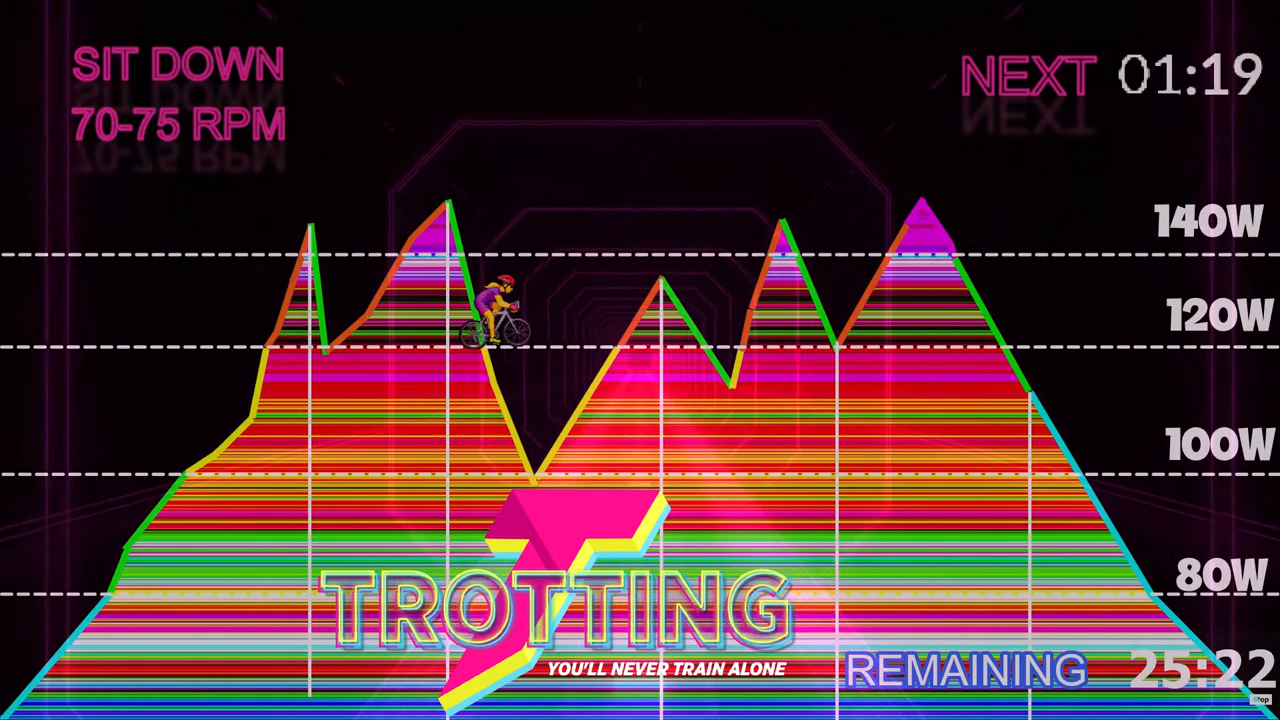 SIT DOWN
70-75 RPM
NEXT 01:19
140W
120W
100W
80W
TROTTING
YOU'LL NEVER TRAIN ALONE
REMAINING 25:22
Stop